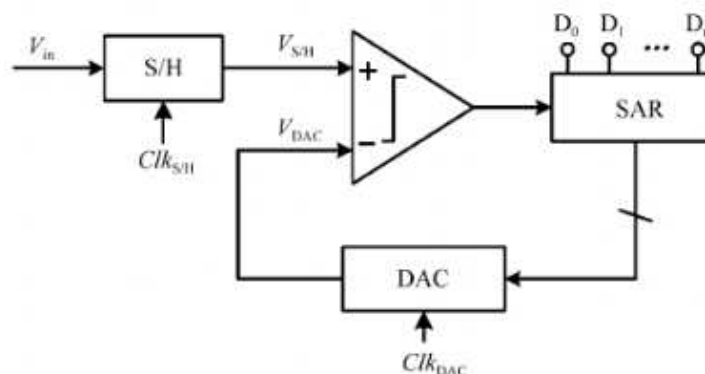 D₀ D₁ ...
V_in S/H V_S/H + SAR
Clk_S/H V_DAC −
DAC
Clk_DAC